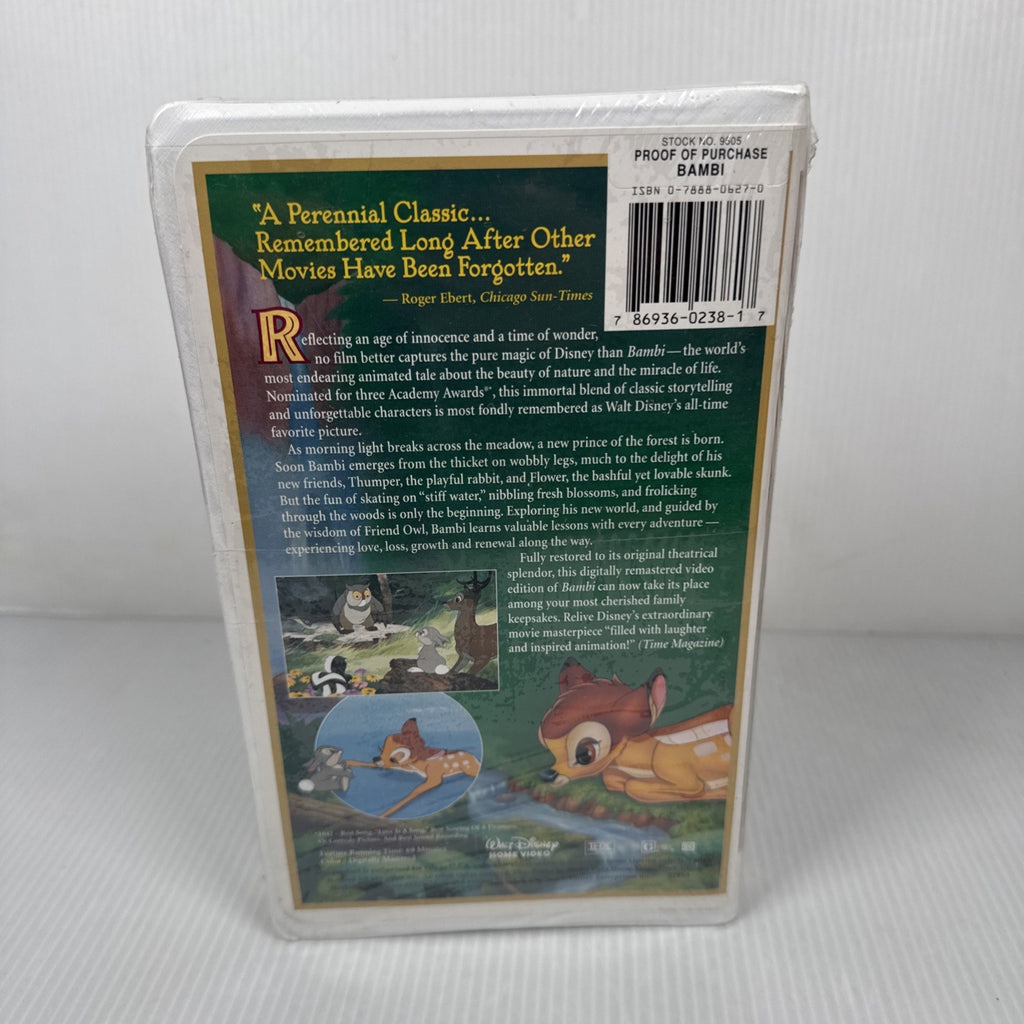 STOCK NO. 9505
PROOF OF PURCHASE
BAMBI
ISBN 0-7888-0627-0
7 86936-0238-1 7
"A Perennial Classic...
Remembered Long After Other
Movies Have Been Forgotten."
— Roger Ebert, Chicago Sun-Times
Reflecting an age of innocence and a time of wonder,
no film better captures the pure magic of Disney than Bambi—the world's
most endearing animated tale about the beauty of nature and the miracle of life.
Nominated for three Academy Awards®*, this immortal blend of classic storytelling
and unforgettable characters is most fondly remembered as Walt Disney's all-time
favorite picture.
As morning light breaks across the meadow, a new prince of the forest is born.
Soon Bambi emerges from the thicket on wobbly legs, much to the delight of his
new friends, Thumper, the playful rabbit, and Flower, the bashful yet lovable skunk.
But the fun of skating on "stiff water," nibbling fresh blossoms, and frolicking
through the woods is only the beginning. Exploring his new world, and guided by
the wisdom of Friend Owl, Bambi learns valuable lessons with every adventure —
experiencing love, loss, growth and renewal along the way.
Fully restored to its original theatrical
splendor, this digitally remastered video
edition of Bambi can now take its place
among your most cherished family
keepsakes. Relive Disney's extraordinary
movie masterpiece "filled with laughter
and inspired animation!" (Time Magazine)
Feature Running Time: 69 Minutes
Walt Disney
HOME VIDEO
THX